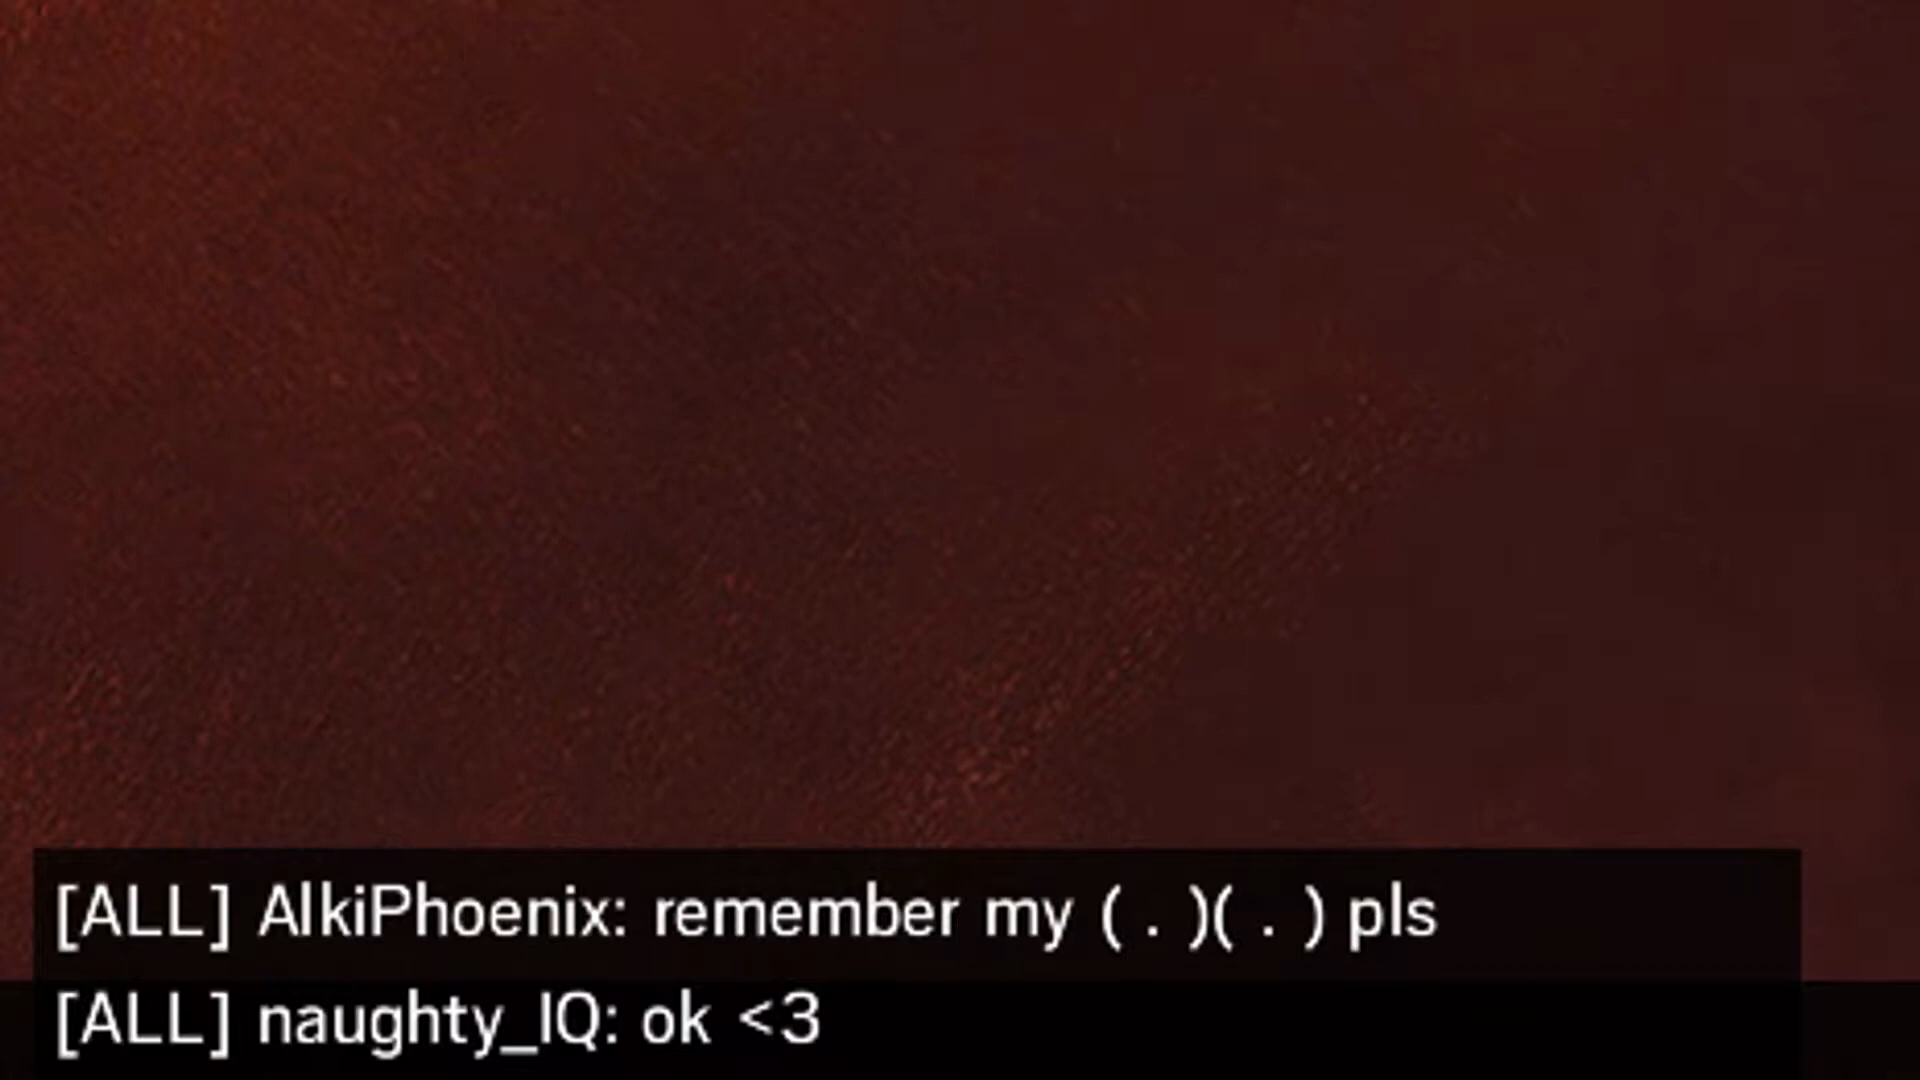 [ALL] AlkiPhoenix: remember my ( . )( . ) pls
[ALL] naughty_IQ: ok <3